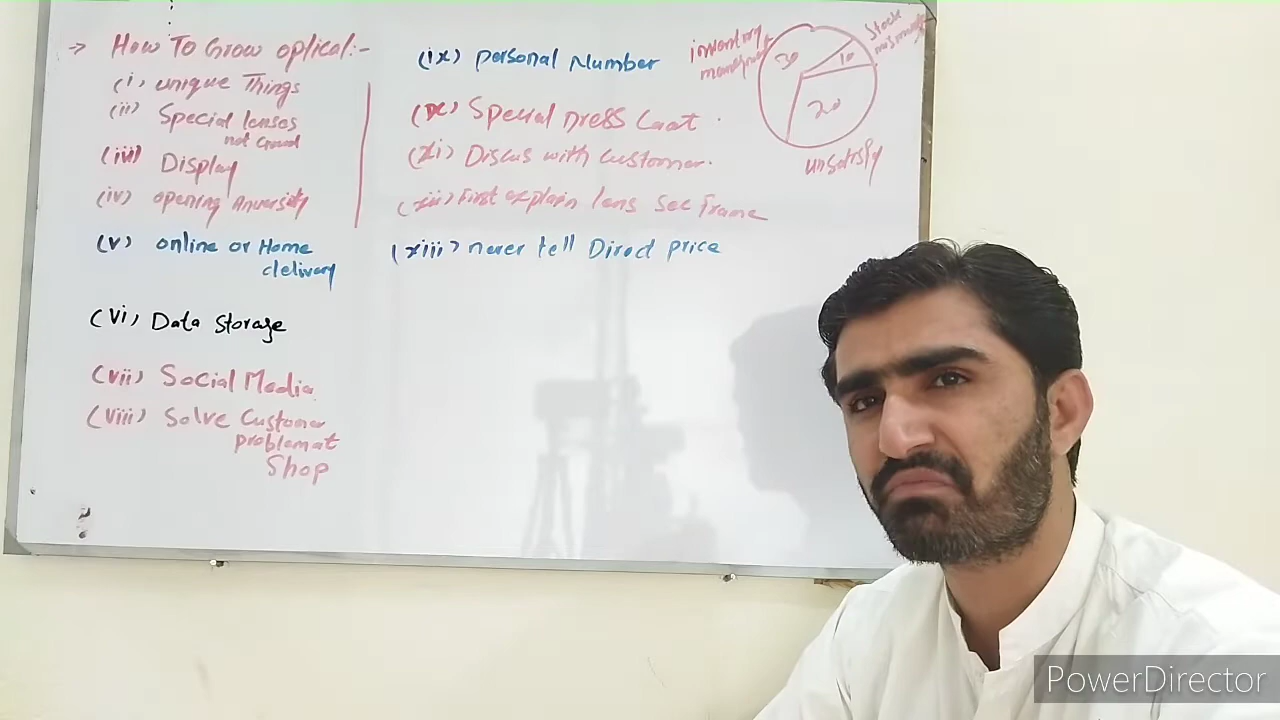 → How To Grow optical:-
(i) unique Things
(ii) Special lenses
not Croud
(iii) Display
(iv) opening Anuversity
(v) online or Home
delivery
(vi) Data Storage
(vii) Social Media
(viii) Solve Customer
problem at
Shop
(ix) personal Number
(x) Special Dress Coat
(xi) Discus with Customer.
(xii) First explain lens Sec Frame
(xiii) never tell Direct price
inventory
30
Stock
10
20
unsatisfy
PowerDirector